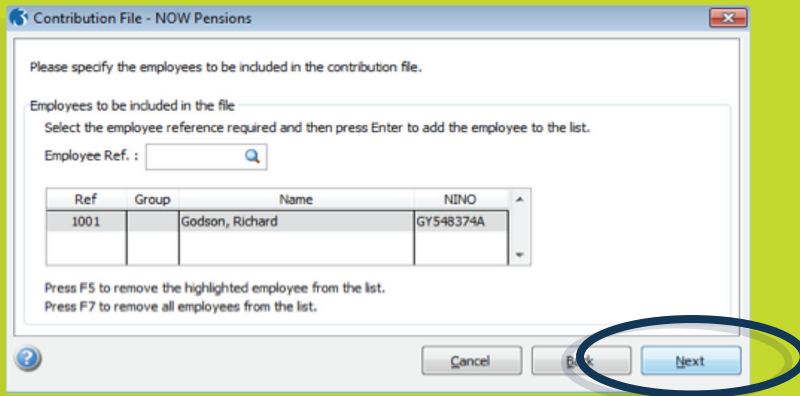 Contribution File - NOW Pensions
Please specify the employees to be included in the contribution file.
Employees to be included in the file
Select the employee reference required and then press Enter to add the employee to the list.
Employee Ref. :
Ref Group Name NINO
1001 Godson, Richard GY548374A
Press F5 to remove the highlighted employee from the list.
Press F7 to remove all employees from the list.
Cancel Back Next